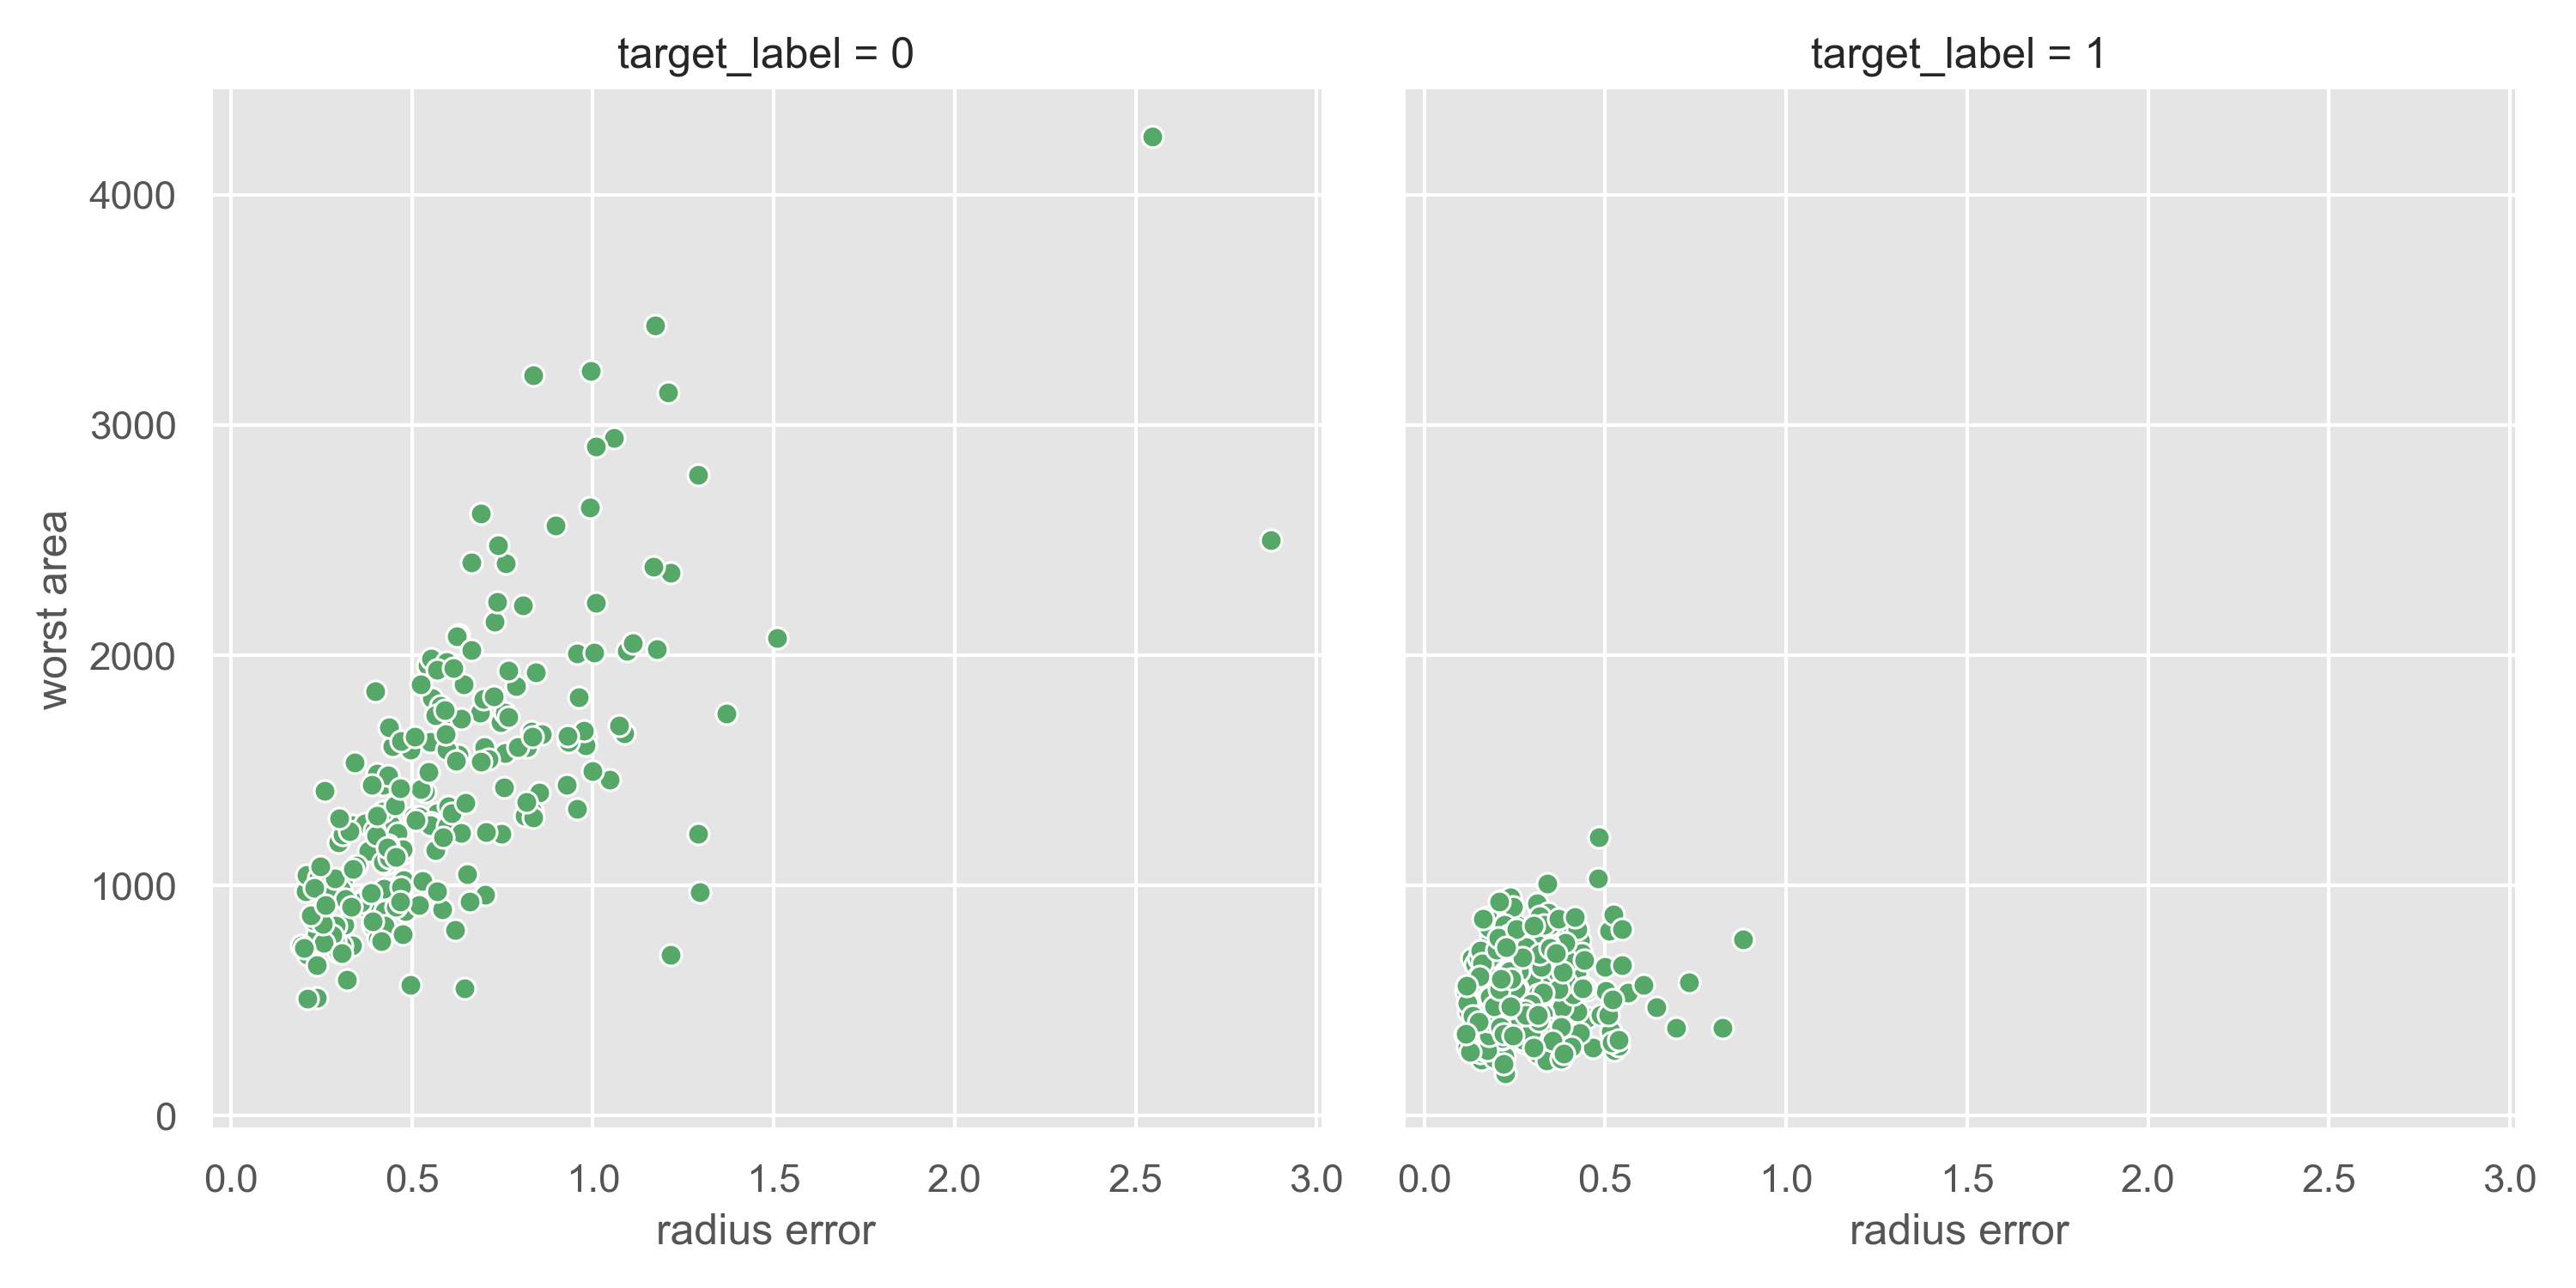 target_label = 0
target_label = 1
worst area
4000
3000
2000
1000
0
0.0 0.5 1.0 1.5 2.0 2.5 3.0
0.0 0.5 1.0 1.5 2.0 2.5 3.0
radius error
radius error